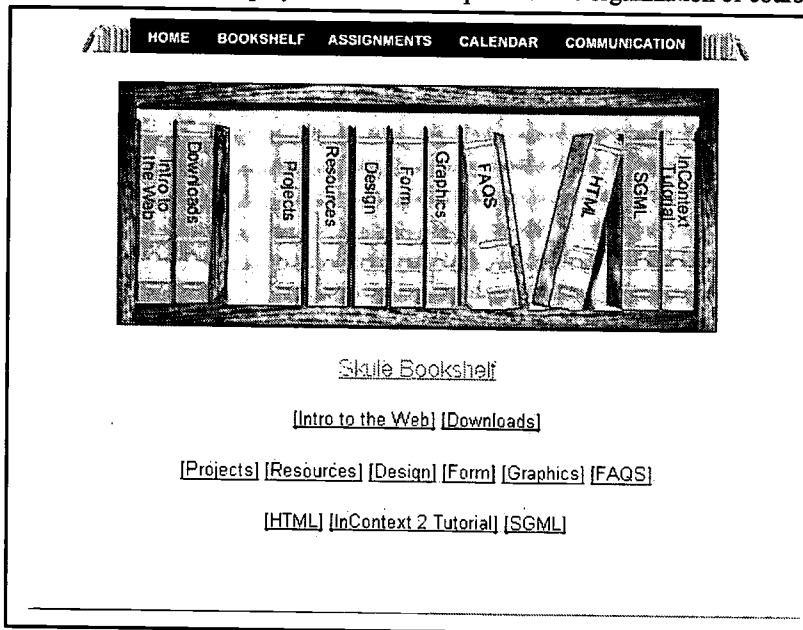 HOME BOOKSHELF ASSIGNMENTS CALENDAR COMMUNICATION
Intro to
the Web
Downloads
Projects
Resources
Design
Form
Graphics
FAQS
HTML
SGML
InContext
Tutorial
Skule Bookshelf
[Intro to the Web] [Downloads]
[Projects] [Resources] [Design] [Form] [Graphics] [FAQS]
[HTML] [InContext 2 Tutorial] [SGML]